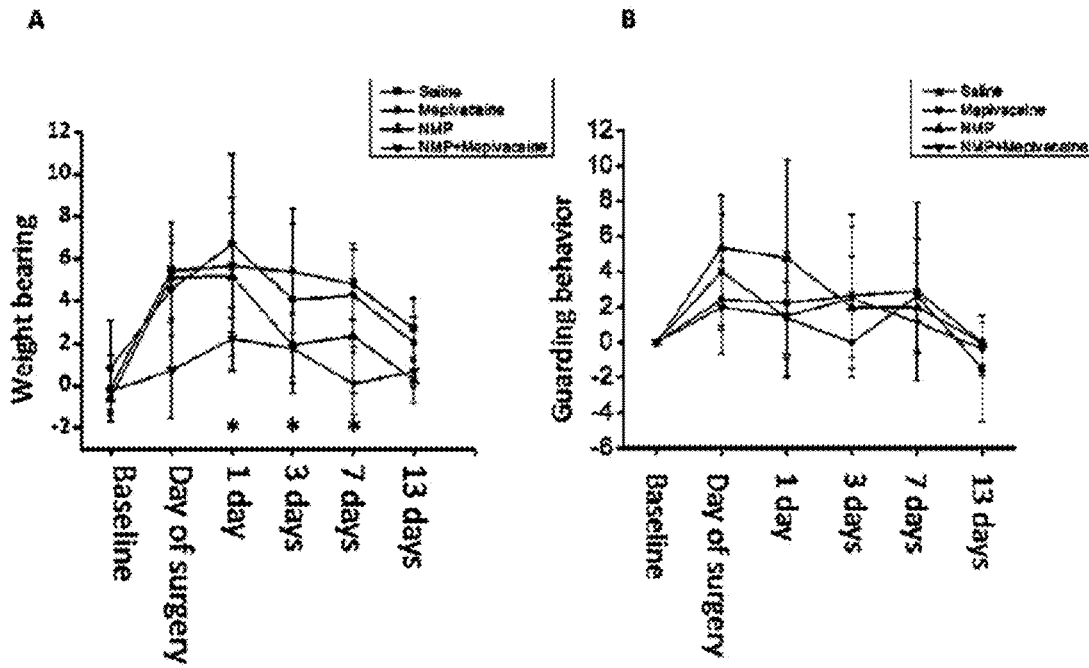 A
B
Saline
Mepivacaine
NMP
NMP+Mepivacaine
Saline
Mepivacaine
NMP
NMP+Mepivacaine
Weight bearing
12
10
8
6
4
2
0
-2
*
*
*
Baseline
Day of surgery
1 day
3 days
7 days
13 days
Guarding behavior
12
10
8
6
4
2
0
-2
-4
-6
Baseline
Day of surgery
1 day
3 days
7 days
13 days